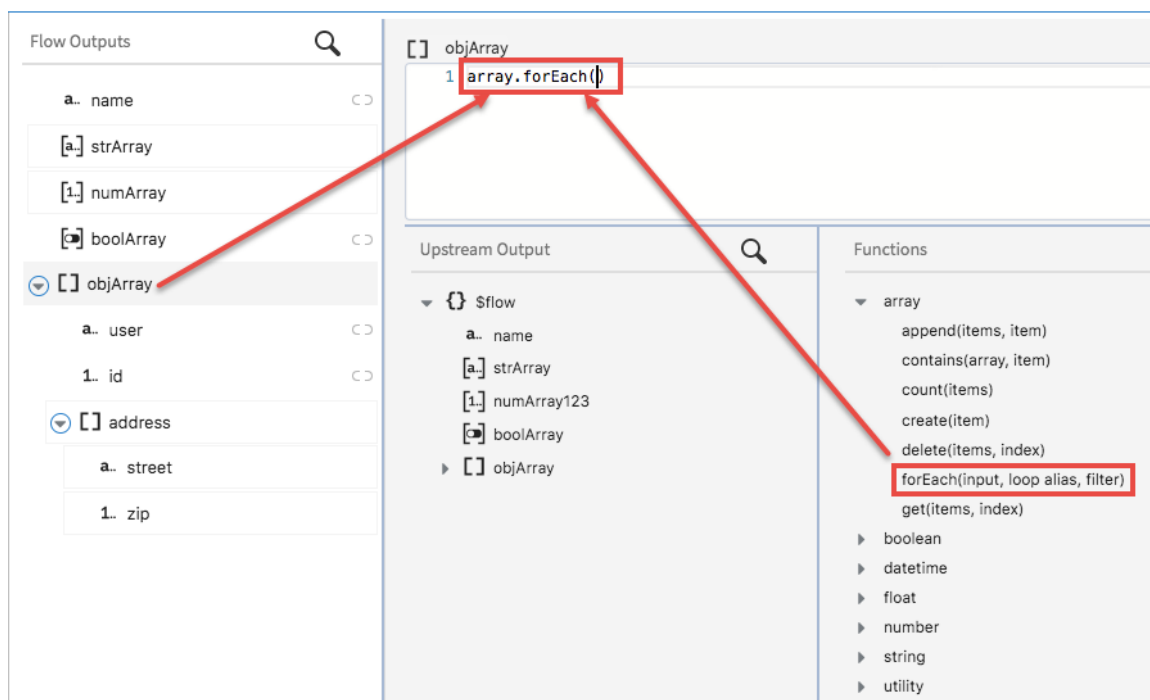 Flow Outputs
a.. name
[a..] strArray
[1..] numArray
boolArray
[] objArray
a.. user
1.. id
[] address
a.. street
1.. zip
[] objArray
1 array.forEach()
Upstream Output
{} $flow
a.. name
[a..] strArray
[1..] numArray123
boolArray
[] objArray
Functions
array
append(items, item)
contains(array, item)
count(items)
create(item)
delete(items, index)
forEach(input, loop alias, filter)
get(items, index)
boolean
datetime
float
number
string
utility